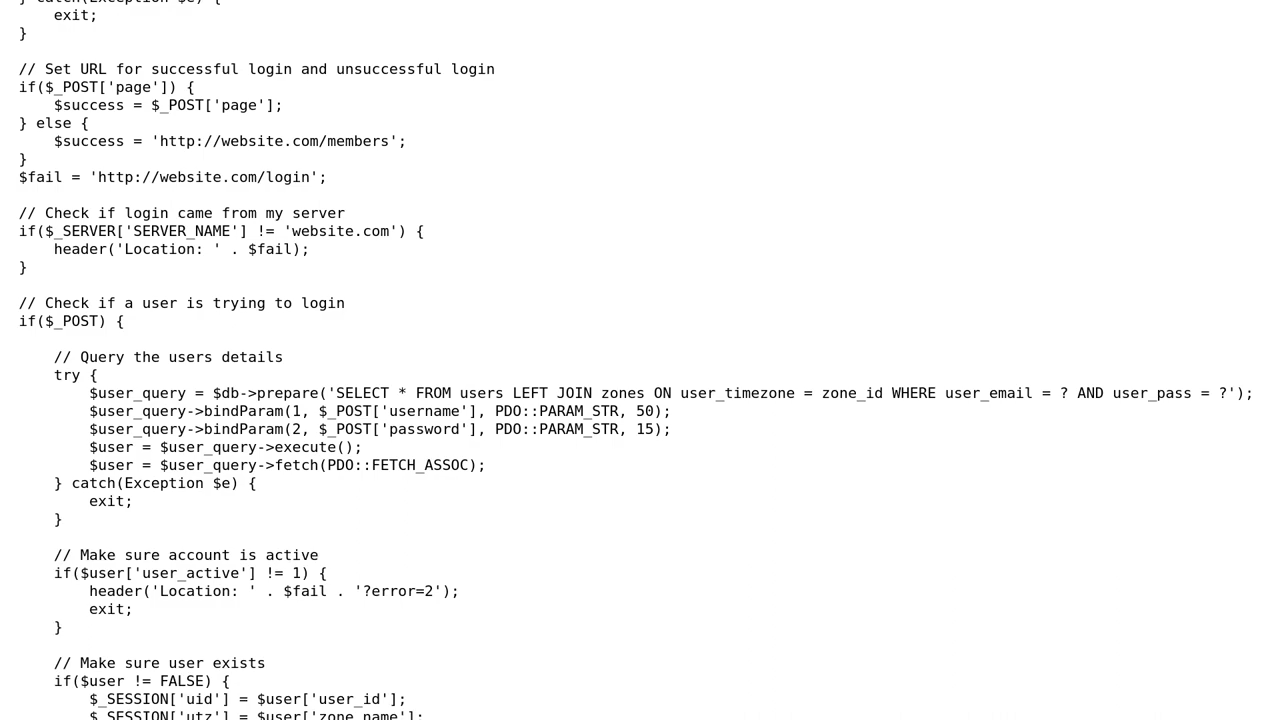 } catch(Exception $e) {
    exit;
}

// Set URL for successful login and unsuccessful login
if($_POST['page']) {
    $success = $_POST['page'];
} else {
    $success = 'http://website.com/members';
}
$fail = 'http://website.com/login';

// Check if login came from my server
if($_SERVER['SERVER_NAME'] != 'website.com') {
    header('Location: ' . $fail);
}

// Check if a user is trying to login
if($_POST) {

    // Query the users details
    try {
        $user_query = $db->prepare('SELECT * FROM users LEFT JOIN zones ON user_timezone = zone_id WHERE user_email = ? AND user_pass = ?');
        $user_query->bindParam(1, $_POST['username'], PDO::PARAM_STR, 50);
        $user_query->bindParam(2, $_POST['password'], PDO::PARAM_STR, 15);
        $user = $user_query->execute();
        $user = $user_query->fetch(PDO::FETCH_ASSOC);
    } catch(Exception $e) {
        exit;
    }

    // Make sure account is active
    if($user['user_active'] != 1) {
        header('Location: ' . $fail . '?error=2');
        exit;
    }

    // Make sure user exists
    if($user != FALSE) {
        $_SESSION['uid'] = $user['user_id'];
        $_SESSION['utz'] = $user['zone_name'];